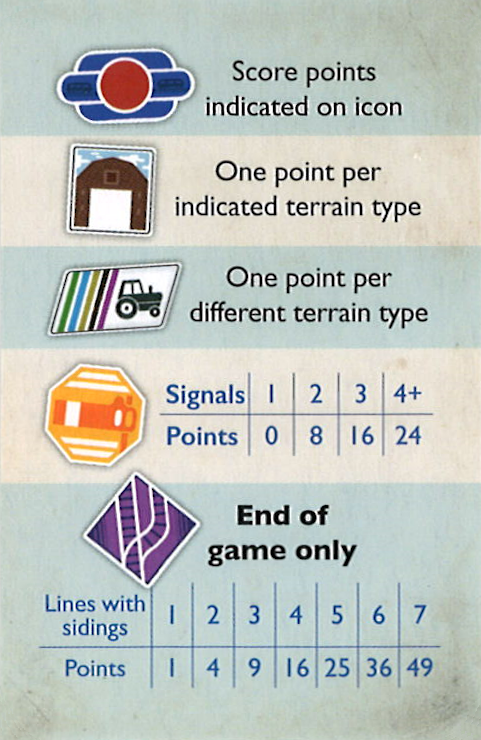 Score points
indicated on icon
One point per
indicated terrain type
One point per
different terrain type
Signals 1 2 3 4+
Points 0 8 16 24
End of
game only
Lines with
sidings 1 2 3 4 5 6 7
Points 1 4 9 16 25 36 49